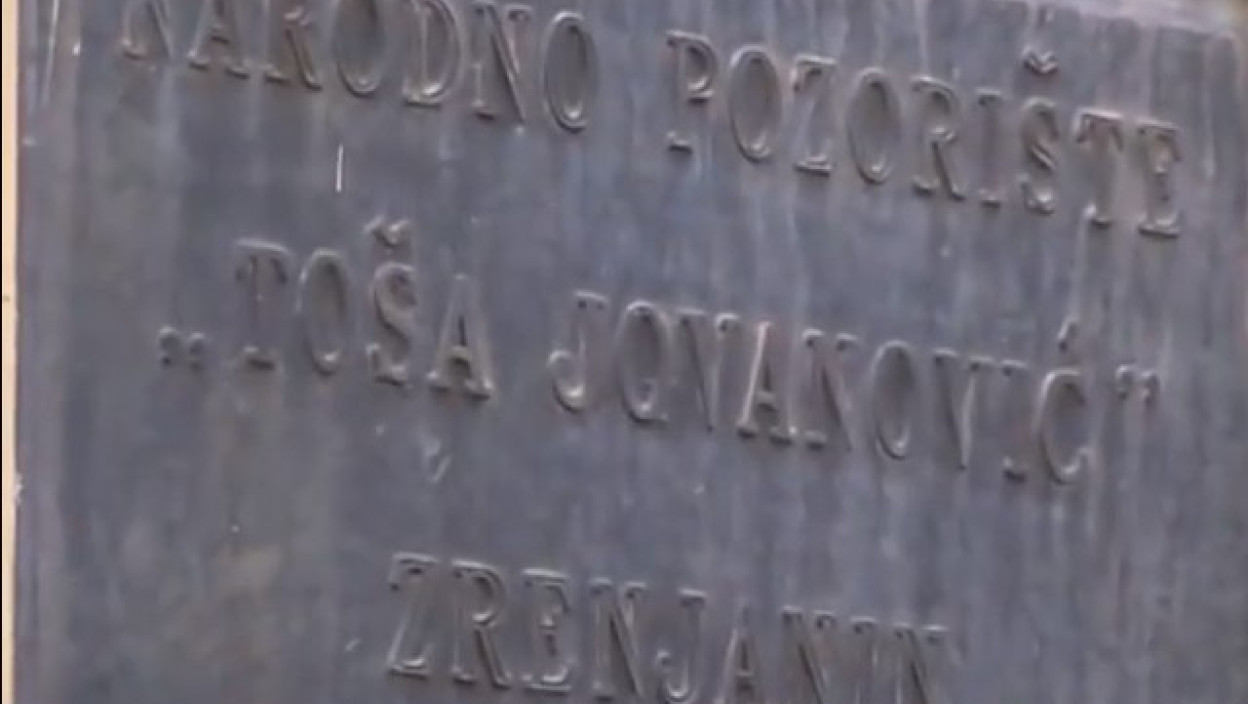 NARODNO POZORIŠTE
„TOŠA JOVANOVIĆ”
ZRENJANIN